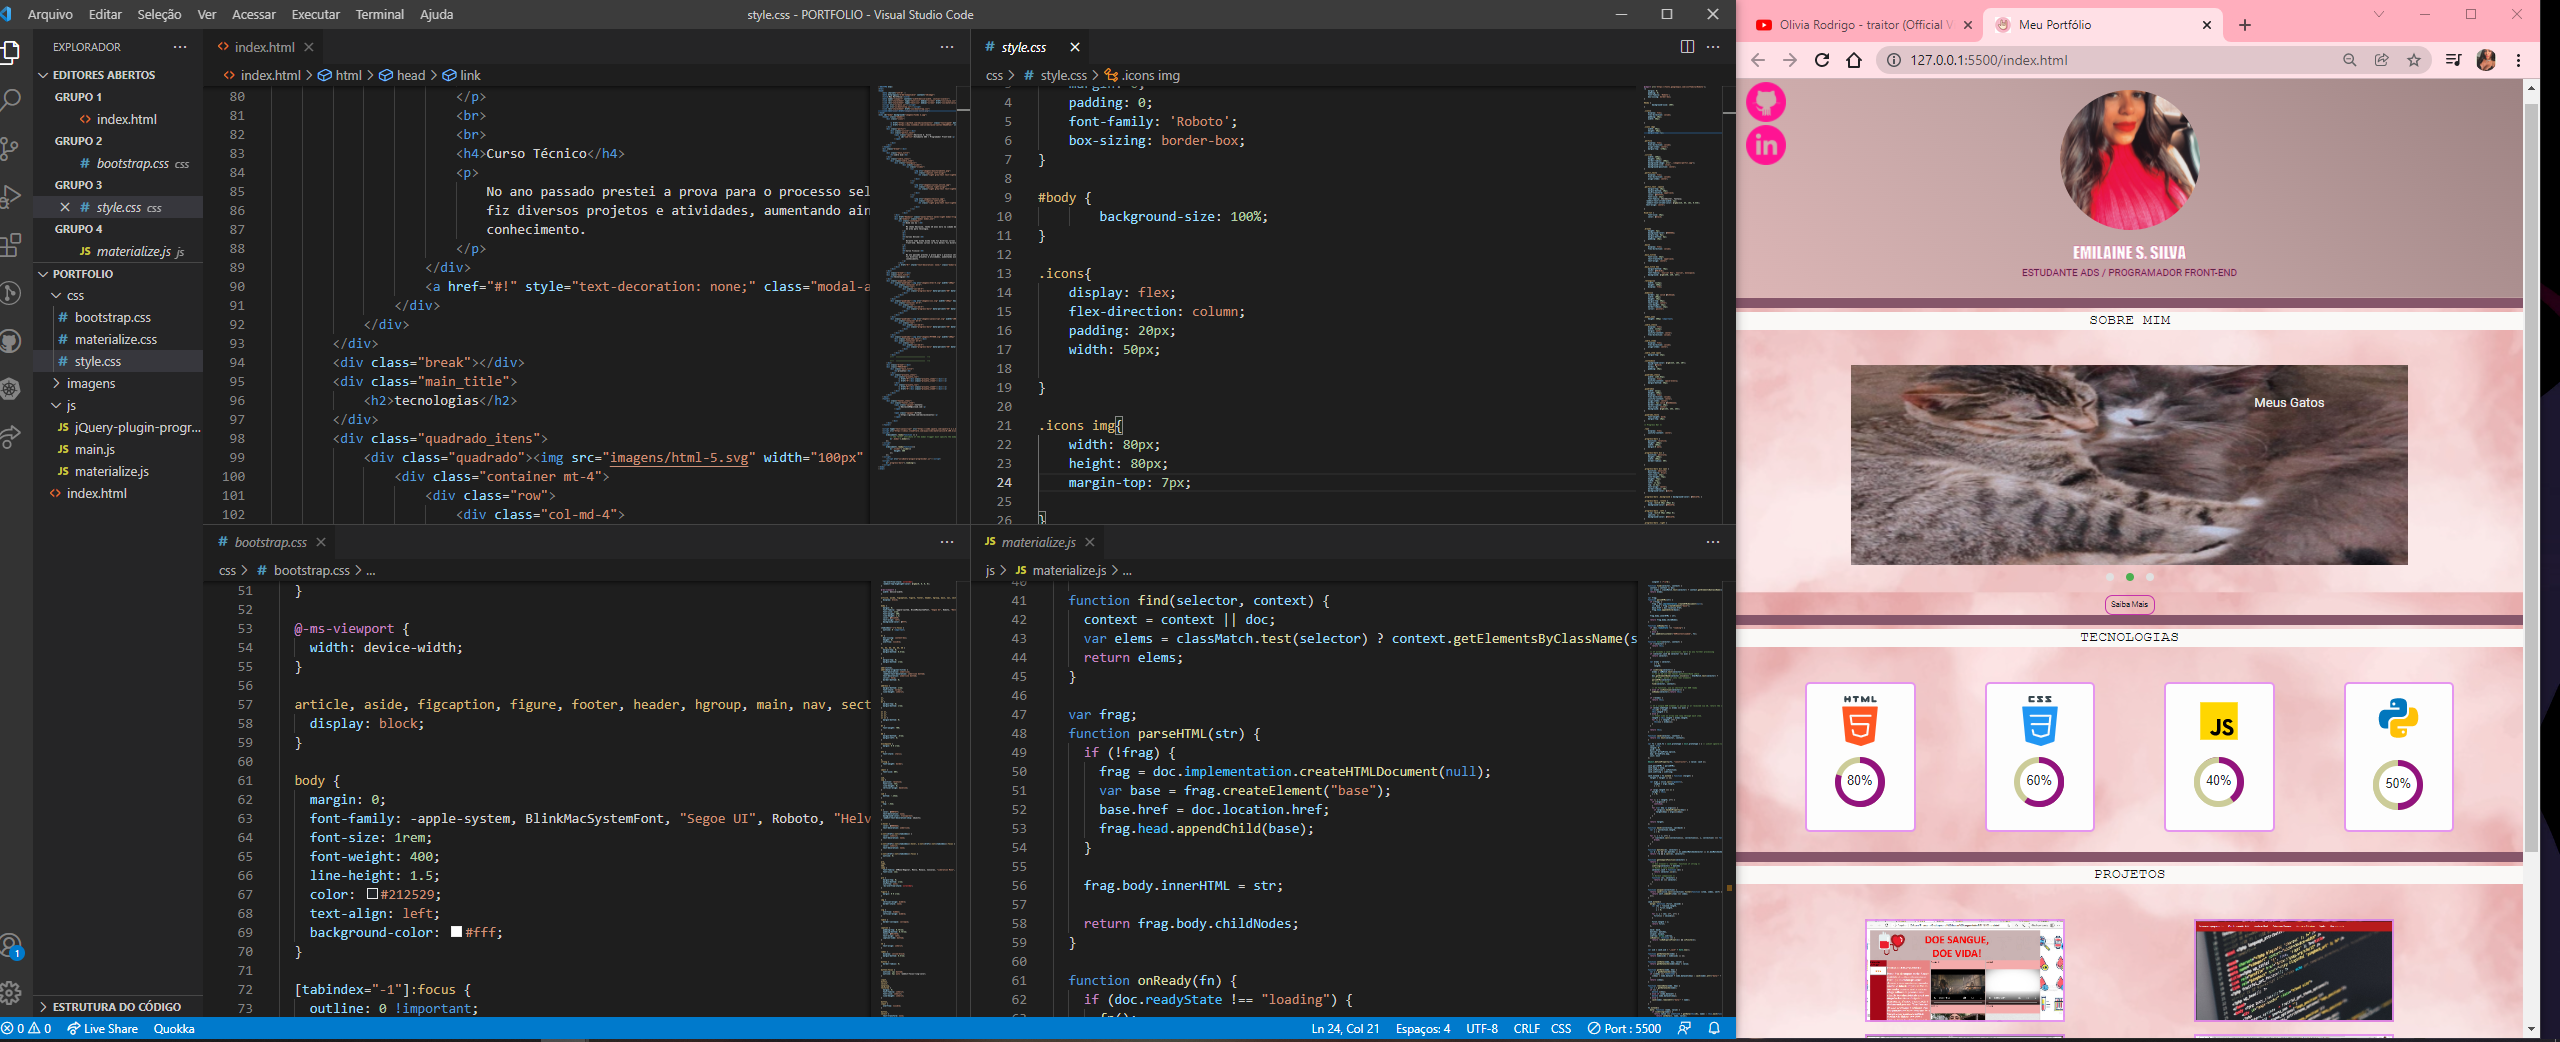 Arquivo Editar Seleção Ver Acessar Executar Terminal Ajuda
style.css - PORTFOLIO - Visual Studio Code
EXPLORADOR
EDITORES ABERTOS
GRUPO 1
index.html
GRUPO 2
bootstrap.css css
GRUPO 3
style.css css
GRUPO 4
JS materialize.js js
PORTFOLIO
css
bootstrap.css
materialize.css
style.css
imagens
js
JS jQuery-plugin-progr...
JS main.js
JS materialize.js
index.html
ESTRUTURA DO CÓDIGO
index.html
index.html > html > head > link
80 </p>
81 <br>
82 <br>
83 <h4>Curso Técnico</h4>
84 <p>
85 No ano passado prestei a prova para o processo sel
86 fiz diversos projetos e atividades, aumentando ain
87 conhecimento.
88 </p>
89 </div>
90 <a href="#!" style="text-decoration: none;" class="modal-a
91 </div>
92 </div>
93 </div>
94 <div class="break"></div>
95 <div class="main_title">
96 <h2>tecnologias</h2>
97 </div>
98 <div class="quadrado_itens">
99 <div class="quadrado"><img src="imagens/html-5.svg" width="100px"
100 <div class="container mt-4">
101 <div class="row">
102 <div class="col-md-4">
# style.css
css > # style.css > .icons img
4 padding: 0;
5 font-family: 'Roboto';
6 box-sizing: border-box;
7 }
8
9 #body {
10 background-size: 100%;
11 }
12
13 .icons{
14 display: flex;
15 flex-direction: column;
16 padding: 20px;
17 width: 50px;
18
19 }
20
21 .icons img{
22 width: 80px;
23 height: 80px;
24 margin-top: 7px;
25
26 }
# bootstrap.css
css > # bootstrap.css > ...
51 }
52
53 @-ms-viewport {
54 width: device-width;
55 }
56
57 article, aside, figcaption, figure, footer, header, hgroup, main, nav, sect
58 display: block;
59 }
60
61 body {
62 margin: 0;
63 font-family: -apple-system, BlinkMacSystemFont, "Segoe UI", Roboto, "Helv
64 font-size: 1rem;
65 font-weight: 400;
66 line-height: 1.5;
67 color: #212529;
68 text-align: left;
69 background-color: #fff;
70 }
71
72 [tabindex="-1"]:focus {
73 outline: 0 !important;
JS materialize.js
js > JS materialize.js > ...
41 function find(selector, context) {
42 context = context || doc;
43 var elems = classMatch.test(selector) ? context.getElementsByClassName(s
44 return elems;
45 }
46
47 var frag;
48 function parseHTML(str) {
49 if (!frag) {
50 frag = doc.implementation.createHTMLDocument(null);
51 var base = frag.createElement("base");
52 base.href = doc.location.href;
53 frag.head.appendChild(base);
54 }
55
56 frag.body.innerHTML = str;
57
58 return frag.body.childNodes;
59 }
60
61 function onReady(fn) {
62 if (doc.readyState !== "loading") {
1
0 0 Live Share Quokka
Ln 24, Col 21 Espaços: 4 UTF-8 CRLF CSS Port : 5500
Olivia Rodrigo - traitor (Official V
Meu Portfólio
127.0.0.1:5500/index.html
in
EMILAINE S. SILVA
ESTUDANTE ADS / PROGRAMADOR FRONT-END
SOBRE MIM
Meus Gatos
Saiba Mais
TECNOLOGIAS
HTML 5
CSS 3
JS
80%
60%
40%
50%
PROJETOS
DOE SANGUE,
DOE VIDA!